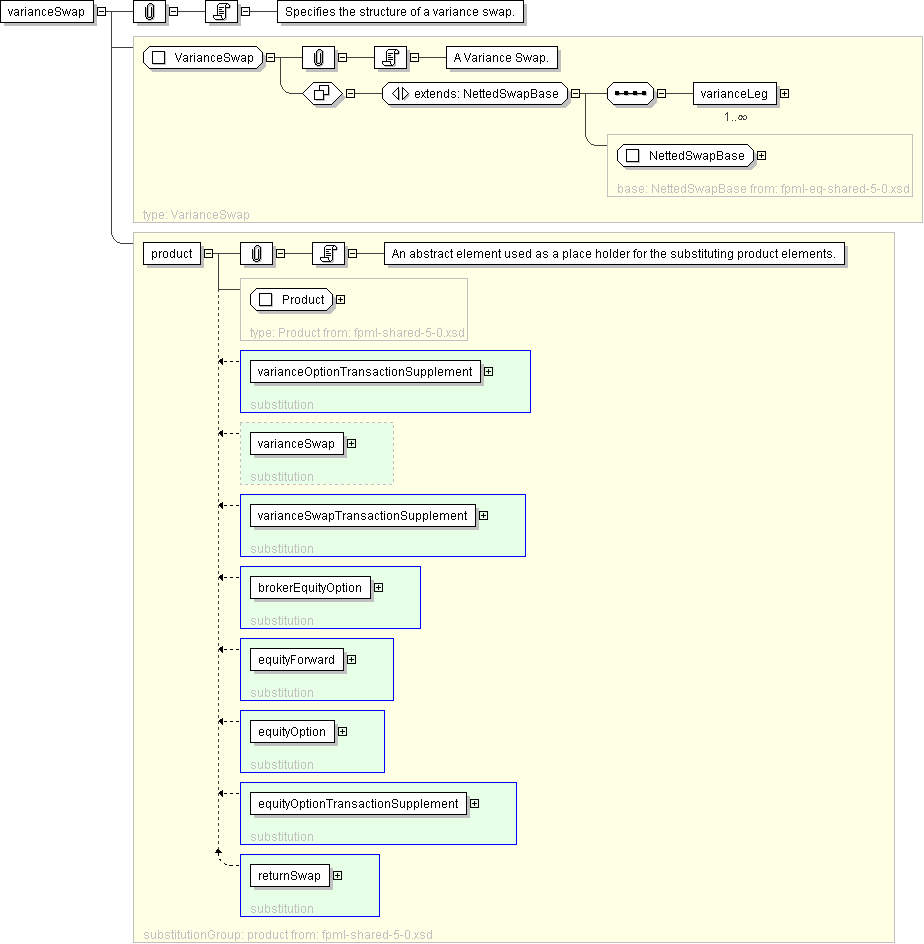 varianceSwap
Specifies the structure of a variance swap.
VarianceSwap
A Variance Swap.
extends: NettedSwapBase
varianceLeg
1..∞
NettedSwapBase
base: NettedSwapBase from: fpml-eq-shared-5-0.xsd
type: VarianceSwap
product
An abstract element used as a place holder for the substituting product elements.
Product
type: Product from: fpml-shared-5-0.xsd
varianceOptionTransactionSupplement
substitution
varianceSwap
substitution
varianceSwapTransactionSupplement
substitution
brokerEquityOption
substitution
equityForward
substitution
equityOption
substitution
equityOptionTransactionSupplement
substitution
returnSwap
substitution
substitutionGroup: product from: fpml-shared-5-0.xsd